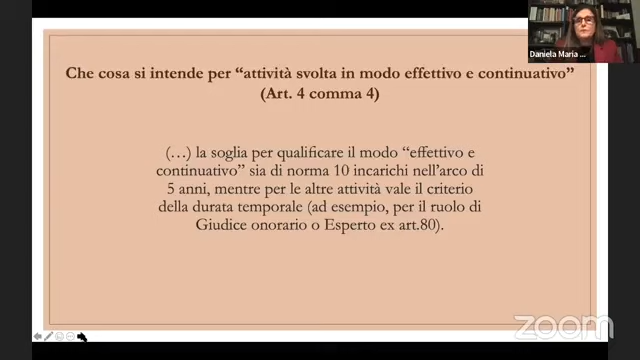 Che cosa si intende per “attività svolta in modo effettivo e continuativo”
(Art. 4 comma 4)
(…) la soglia per qualificare il modo “effettivo e
continuativo” sia di norma 10 incarichi nell’arco di
5 anni, mentre per le altre attività vale il criterio
della durata temporale (ad esempio, per il ruolo di
Giudice onorario o Esperto ex art.80).
Daniela Maria ...
zoom